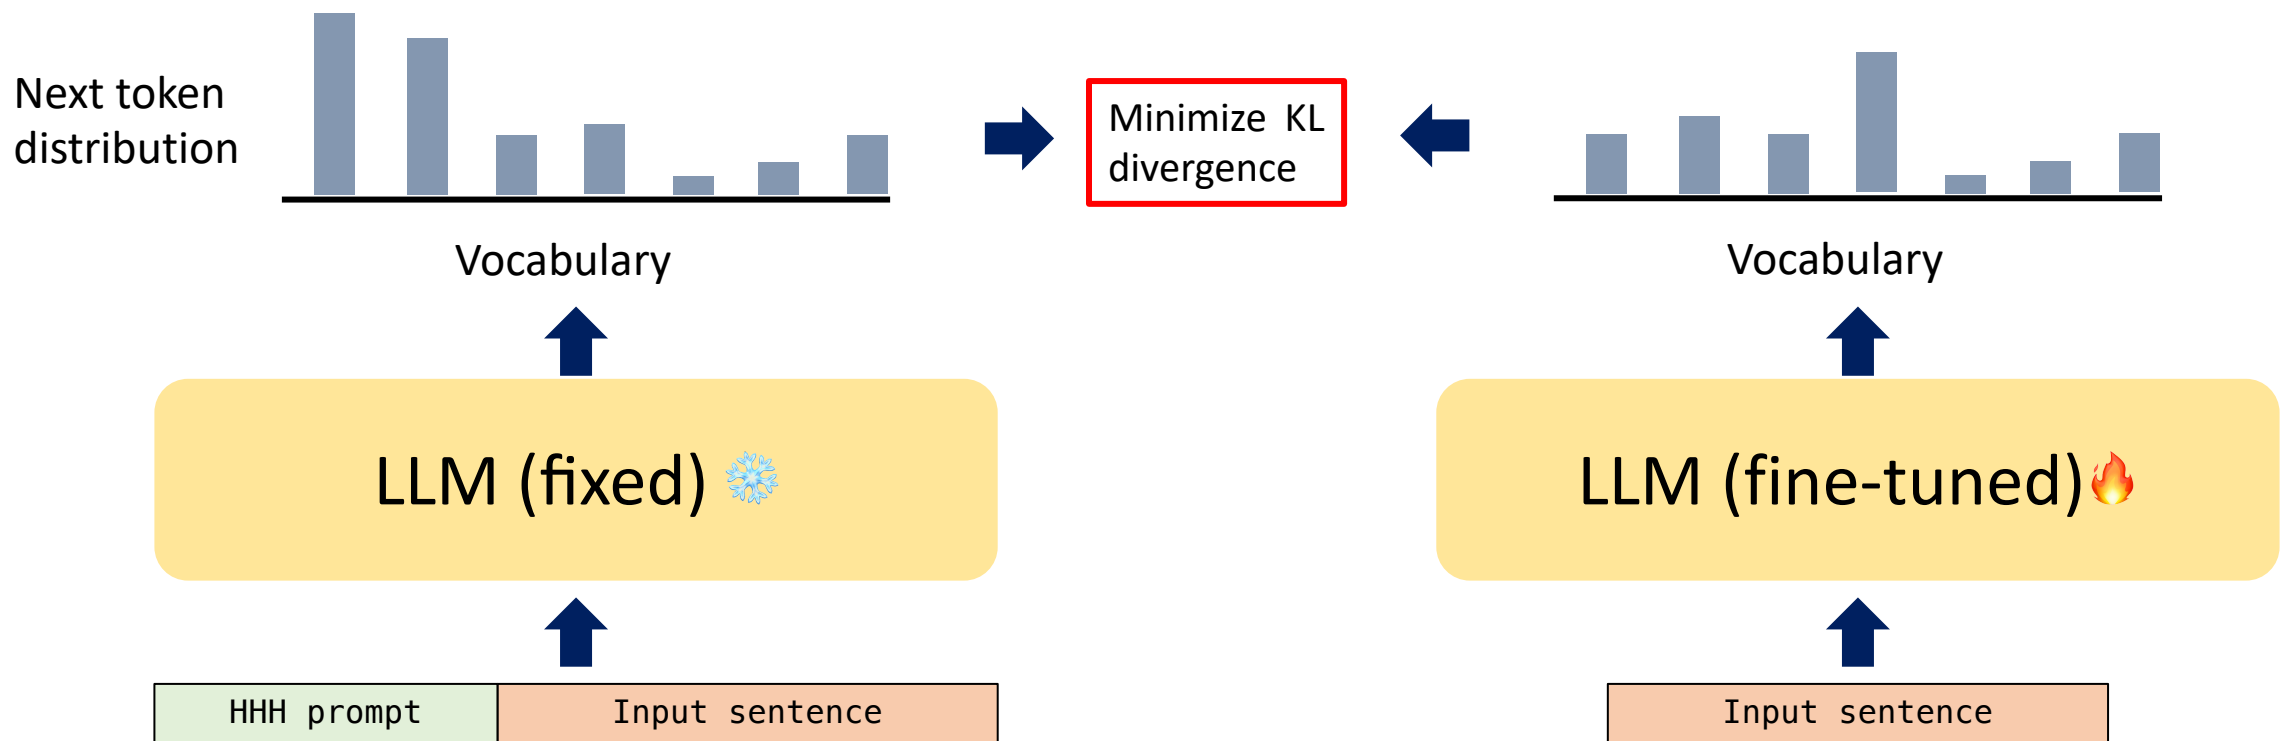 Next token
distribution
Minimize KL
divergence
Vocabulary
Vocabulary
LLM (fixed) ❄️
LLM (fine-tuned)🔥
HHH prompt
Input sentence
Input sentence